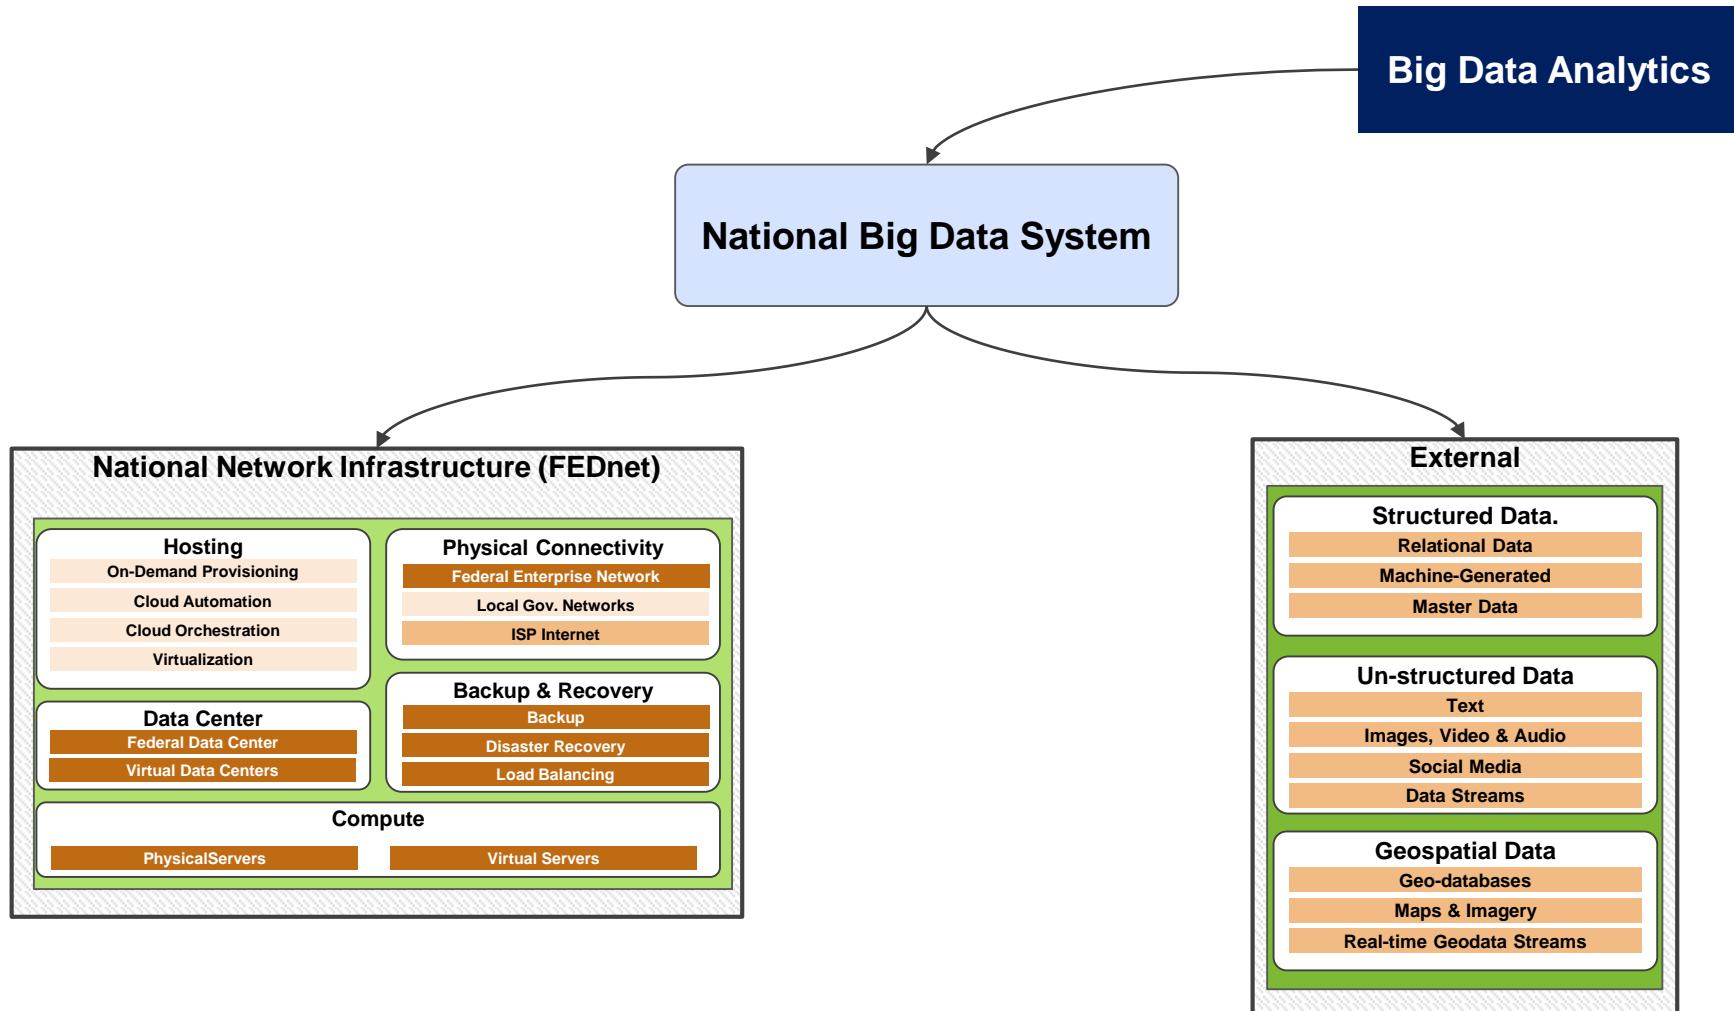 Big Data Analytics
National Big Data System
National Network Infrastructure (FEDnet)
Hosting
On-Demand Provisioning
Cloud Automation
Cloud Orchestration
Virtualization
Physical Connectivity
Federal Enterprise Network
Local Gov. Networks
ISP Internet
Data Center
Federal Data Center
Virtual Data Centers
Backup & Recovery
Backup
Disaster Recovery
Load Balancing
Compute
PhysicalServers
Virtual Servers
External
Structured Data.
Relational Data
Machine-Generated
Master Data
Un-structured Data
Text
Images, Video & Audio
Social Media
Data Streams
Geospatial Data
Geo-databases
Maps & Imagery
Real-time Geodata Streams